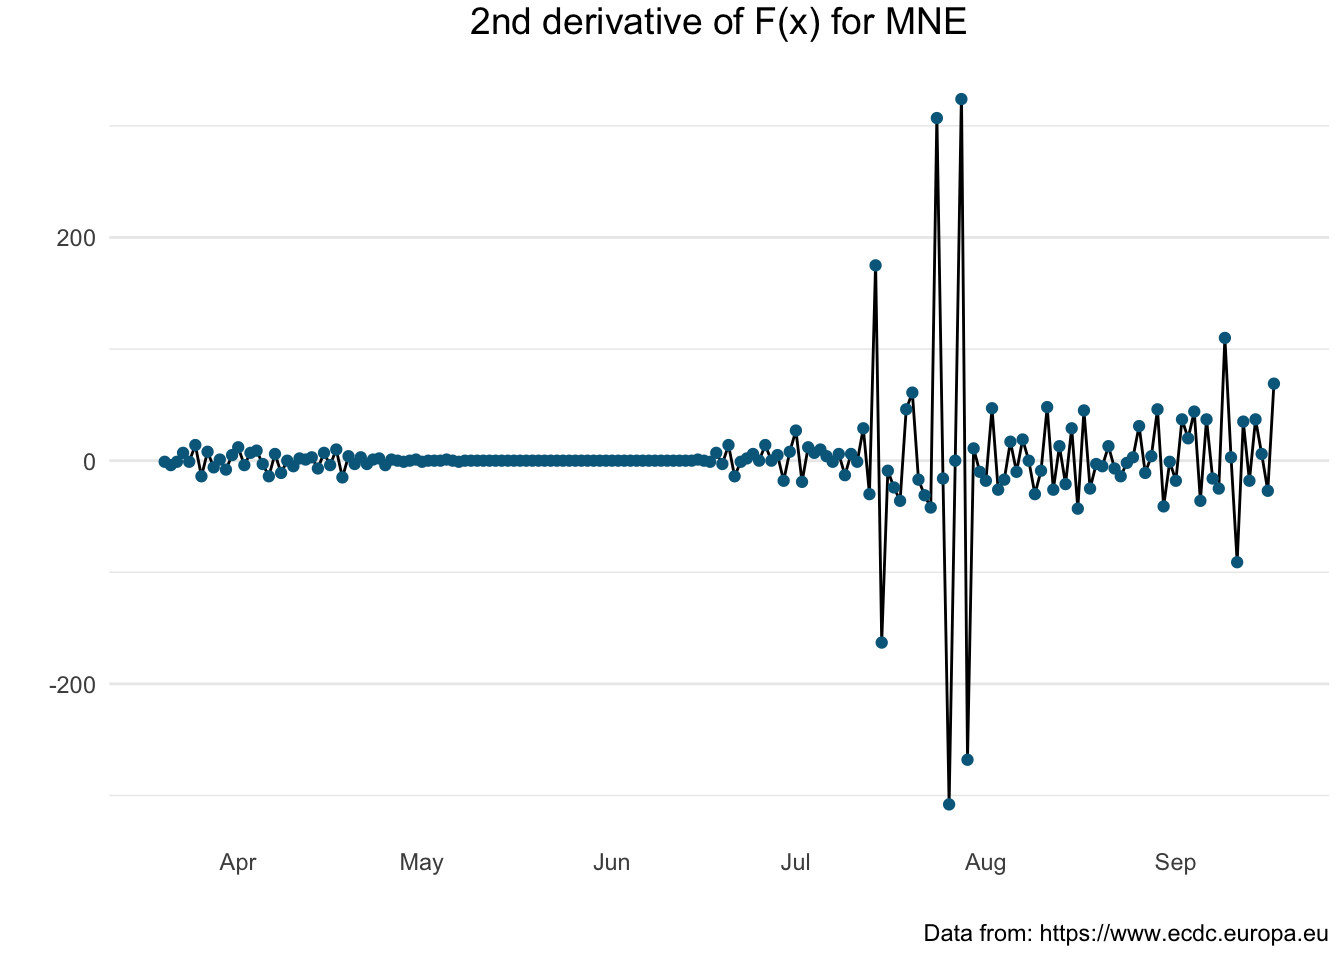 2nd derivative of F(x) for MNE
200
0
-200
Apr May Jun Jul Aug Sep
Data from: https://www.ecdc.europa.eu